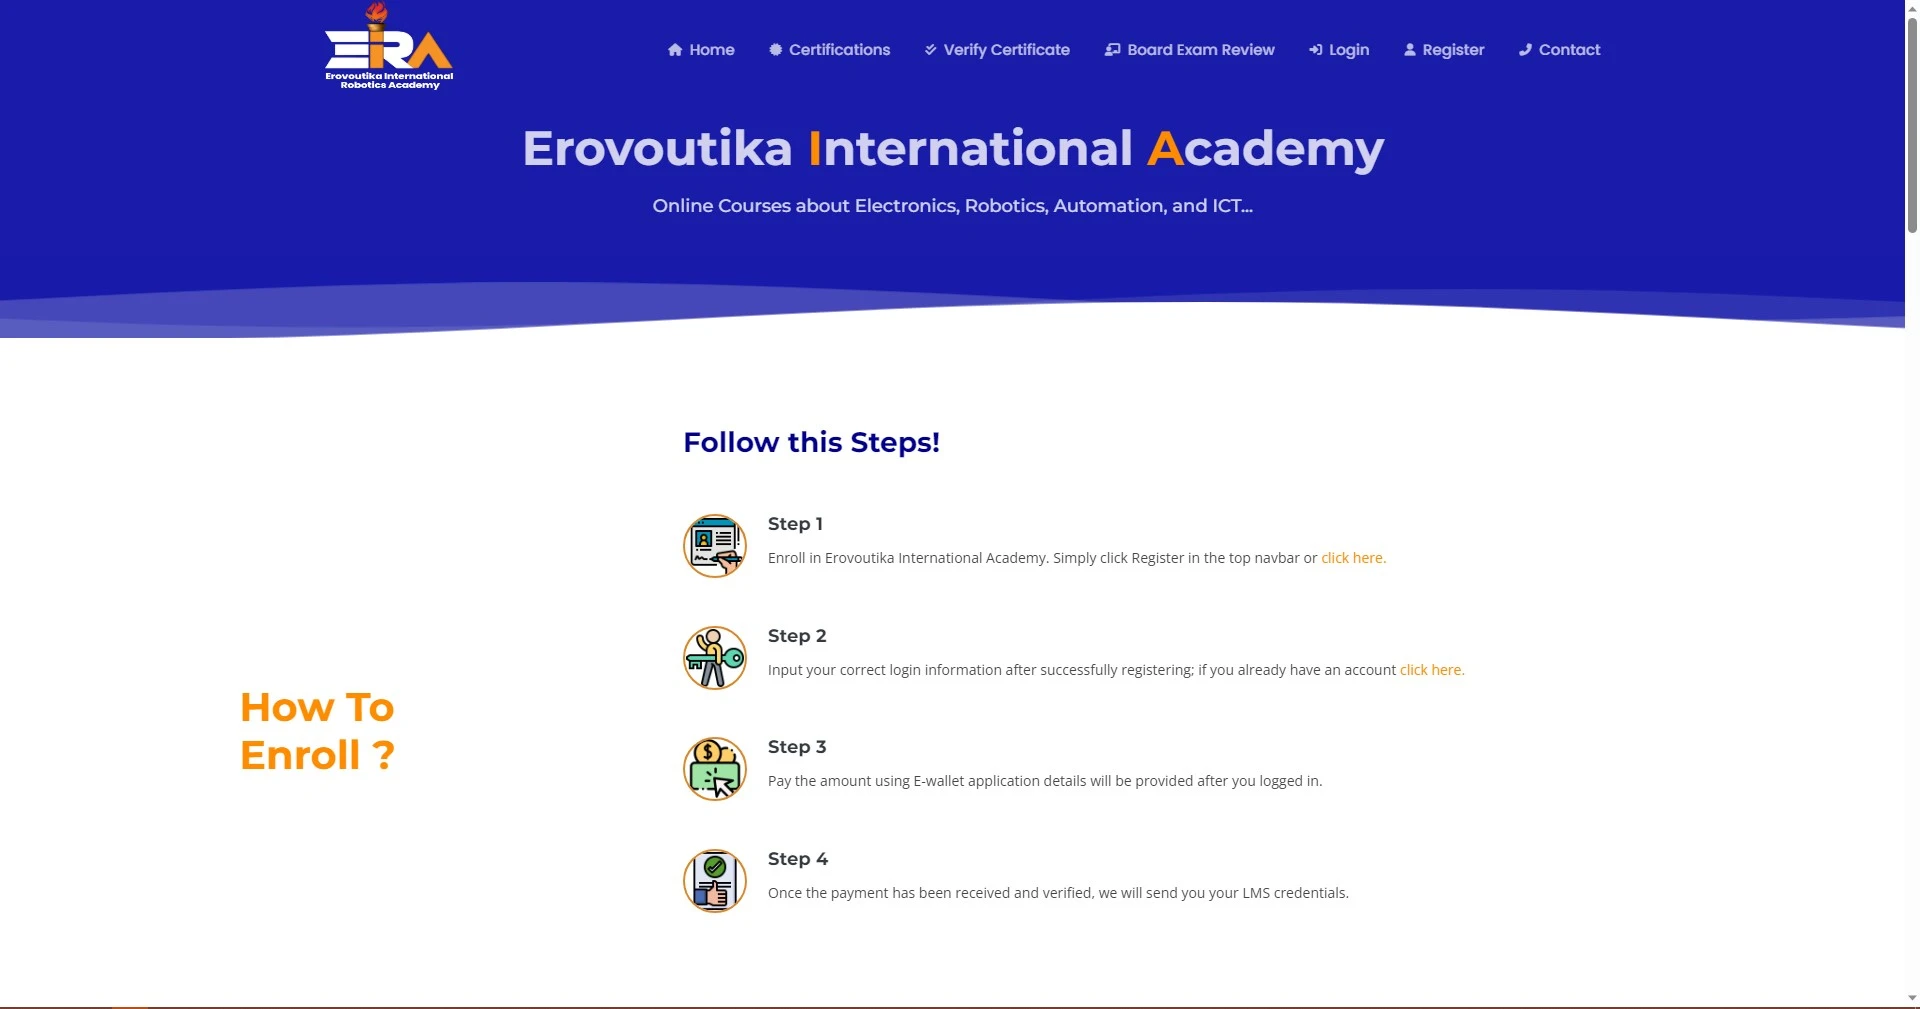 ERA
Erovoutika International
Robotics Academy
Home
Certifications
Verify Certificate
Board Exam Review
Login
Register
Contact
Erovoutika International Academy
Online Courses about Electronics, Robotics, Automation, and ICT...
Follow this Steps!
Step 1
Enroll in Erovoutika International Academy. Simply click Register in the top navbar or click here.
Step 2
Input your correct login information after successfully registering; if you already have an account click here.
How To
Enroll ?
Step 3
Pay the amount using E-wallet application details will be provided after you logged in.
Step 4
Once the payment has been received and verified, we will send you your LMS credentials.